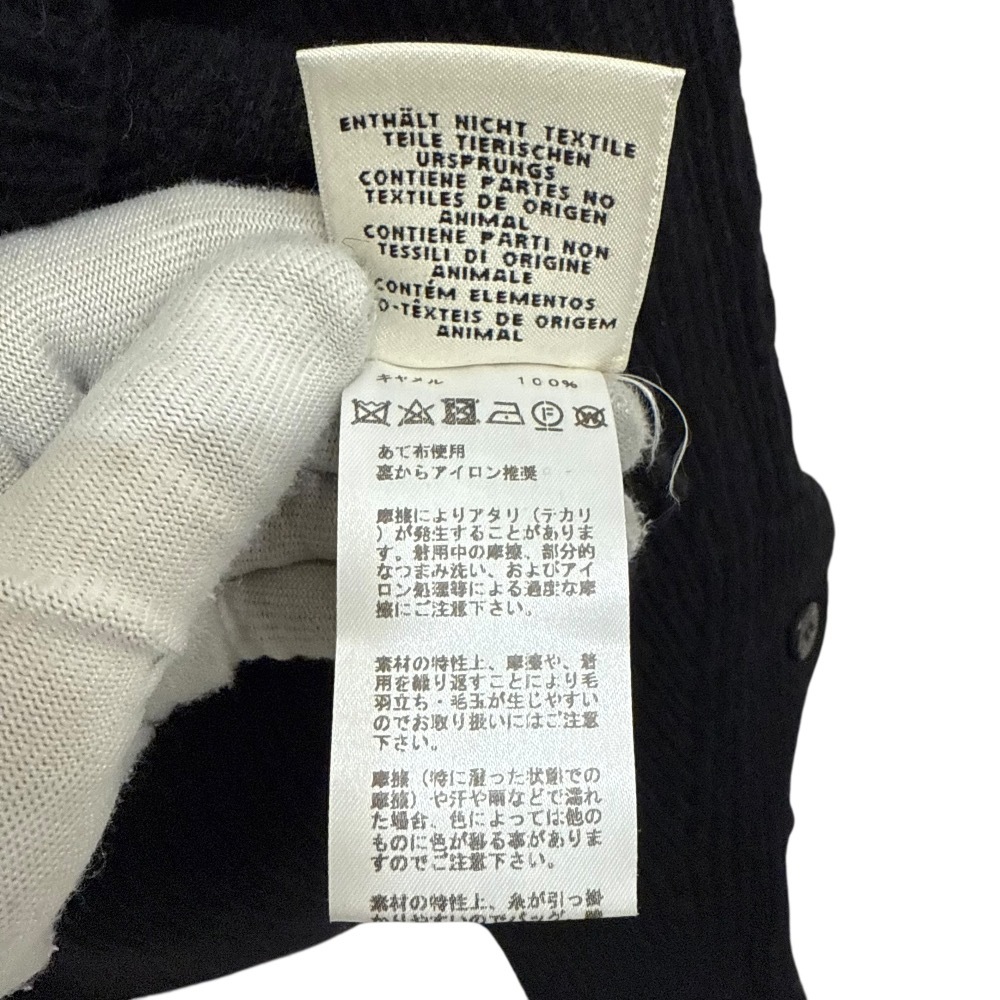 ENTHÄLT NICHT TEXTILE
TEILE TIERISCHEN
URSPRUNGS
CONTIENE PARTES NO
TEXTILES DE ORIGEN
ANIMAL
CONTIENE PARTI NON
TESSILI DI ORIGINE
ANIMALE
CONTÉM ELEMENTOS
O-TÊXTEIS DE ORIGEM
ANIMAL
キャメル 100%
F
W
あて布使用
裏からアイロン推奨
摩擦によりアタリ（テカリ
）が発生することがありま
す。着用中の摩擦、部分的
なつまみ洗い、およびアイ
ロン処理等による過度な摩
擦にご注意下さい。
素材の特性上、摩擦や、着
用を繰り返すことにより毛
羽立ち・毛玉が生じやすい
のでお取り扱いにはご注意
下さい。
摩擦（特に湿った状態での
摩擦）や汗や雨などで濡れ
た場合、色によっては他の
ものに色が移る事がありま
すのでご注意下さい。
素材の特性上、糸が引っ掛
かりやすいのでバッグ、